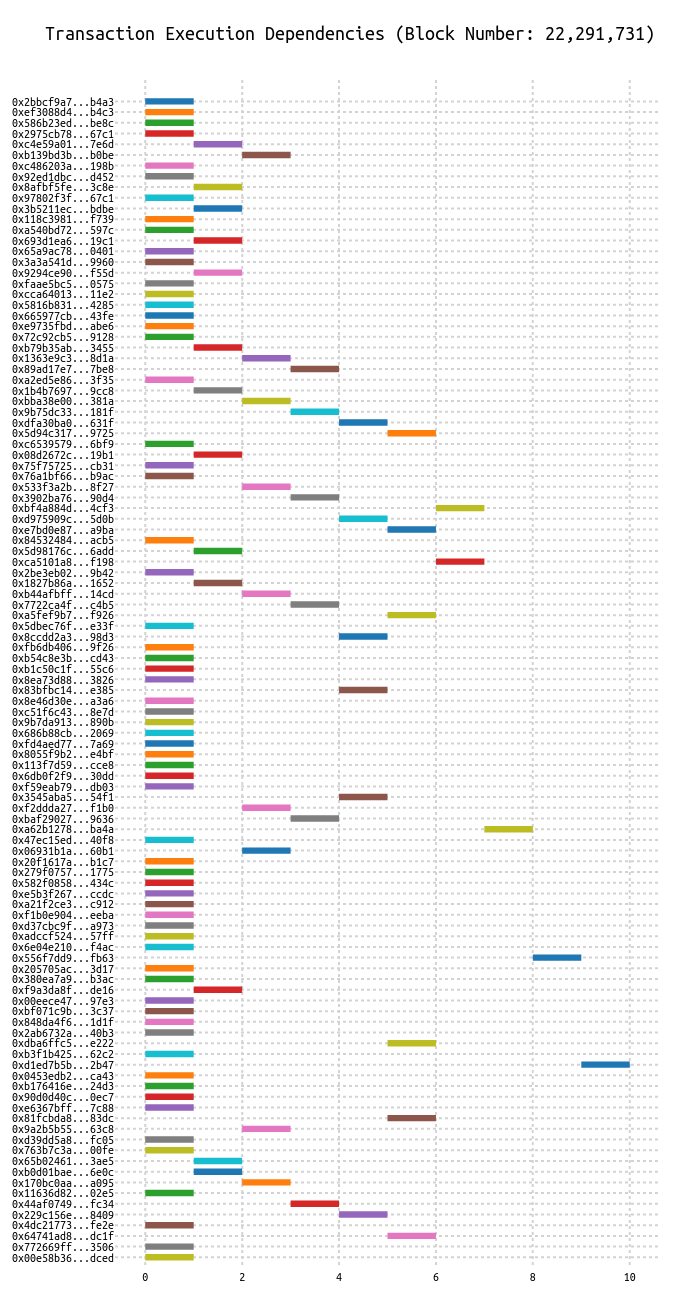 Transaction Execution Dependencies (Block Number: 22,291,731)
0x2bbcf9a7...b4a3
0xef3088d4...b4c3
0x586b23ed...be8c
0x2975cb78...67c1
0xc4e59a01...7e6d
0xb139bd3b...b0be
0xc486203a...198b
0x92ed1dbc...d452
0x8afbf5fe...3c8e
0x97802f3f...67c1
0x3b5211ec...bdbe
0x118c3981...f739
0xa540bd72...597c
0x693d1ea6...19c1
0x65a9ac78...0401
0x3a3a541d...9960
0x9294ce90...f55d
0xfaae5bc5...0575
0xcca64013...11e2
0x5816b831...4285
0x665977cb...43fe
0xe9735fbd...abe6
0x72c92cb5...9128
0xb79b35ab...3455
0x1363e9c3...8d1a
0x89ad17e7...7be8
0xa2ed5e86...3f35
0x1b4b7697...9cc8
0xbba38e00...381a
0x9b75dc33...181f
0xdfa30ba0...631f
0x5d94c317...9725
0xc6539579...6bf9
0x08d2672c...19b1
0x75f75725...cb31
0x76a1bf66...b9ac
0x533f3a2b...8f27
0x3902ba76...90d4
0xbf4a884d...4cf3
0xd975909c...5d0b
0xe7bd0e87...a9ba
0x84532484...acb5
0x5d98176c...6add
0xca5101a8...f198
0x2be3eb02...9b42
0x1827b86a...1652
0xb44afbff...14cd
0x7722ca4f...c4b5
0xa5fef9b7...f926
0x5dbec76f...e33f
0x8ccdd2a3...98d3
0xfb6db406...9f26
0xb54c8e3b...cd43
0xb1c50c1f...55c6
0x8ea73d88...3826
0x83bfbc14...e385
0x8e46d30e...a3a6
0xc51f6c43...8e7d
0x9b7da913...890b
0x686b88cb...2069
0xfd4aed77...7a69
0x8055f9b2...e4bf
0x113f7d59...cce8
0x6db0f2f9...30dd
0xf59eab79...db03
0x3545aba5...54f1
0xf2ddda27...f1b0
0xbaf29027...9636
0xa62b1278...ba4a
0x47ec15ed...40f8
0x06931b1a...60b1
0x20f1617a...b1c7
0x279f0757...1775
0x582f0858...434c
0xe5b3f267...ccdc
0xa21f2ce3...c912
0xf1b0e904...eeba
0xd37cbc9f...a973
0xadccf524...57ff
0x6e04e210...f4ac
0x556f7dd9...fb63
0x205705ac...3d17
0x380ea7a9...b3ac
0xf9a3da8f...de16
0x00eece47...97e3
0xbf071c9b...3c37
0x848da4f6...1d1f
0x2ab6732a...40b3
0xdba6ffc5...e222
0xb3f1b425...62c2
0xd1ed7b5b...2b47
0x0453edb2...ca43
0xb176416e...24d3
0x90d0d40c...0ec7
0xe6367bff...7c88
0x81fcbda8...83dc
0x9a2b5b55...63c8
0xd39dd5a8...fc05
0x763b7c3a...00fe
0x65b02461...3ae5
0xb0d01bae...6e0c
0x170bc0aa...a095
0x11636d82...02e5
0x44af0749...fc34
0x229c156e...8409
0x4dc21773...fe2e
0x64741ad8...dc1f
0x772669ff...3506
0x00e58b36...dced
0 2 4 6 8 10